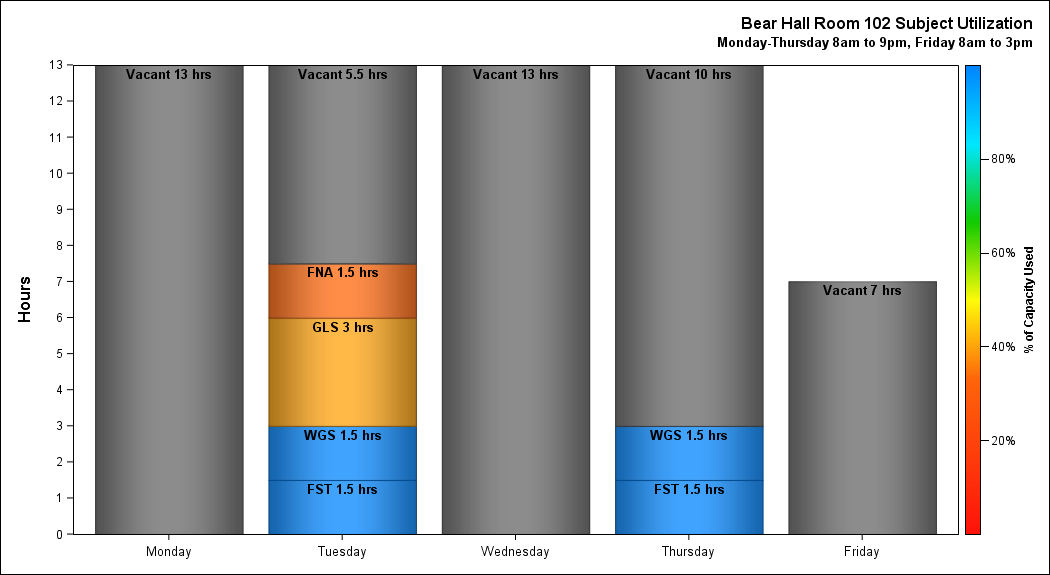 Bear Hall Room 102 Subject Utilization
Monday-Thursday 8am to 9pm, Friday 8am to 3pm
Hours
13
12
11
10
9
8
7
6
5
4
3
2
1
0
Vacant 13 hrs
Vacant 5.5 hrs
FNA 1.5 hrs
GLS 3 hrs
WGS 1.5 hrs
FST 1.5 hrs
Vacant 13 hrs
Vacant 10 hrs
WGS 1.5 hrs
FST 1.5 hrs
Vacant 7 hrs
Monday
Tuesday
Wednesday
Thursday
Friday
80%
60%
40%
20%
% of Capacity Used